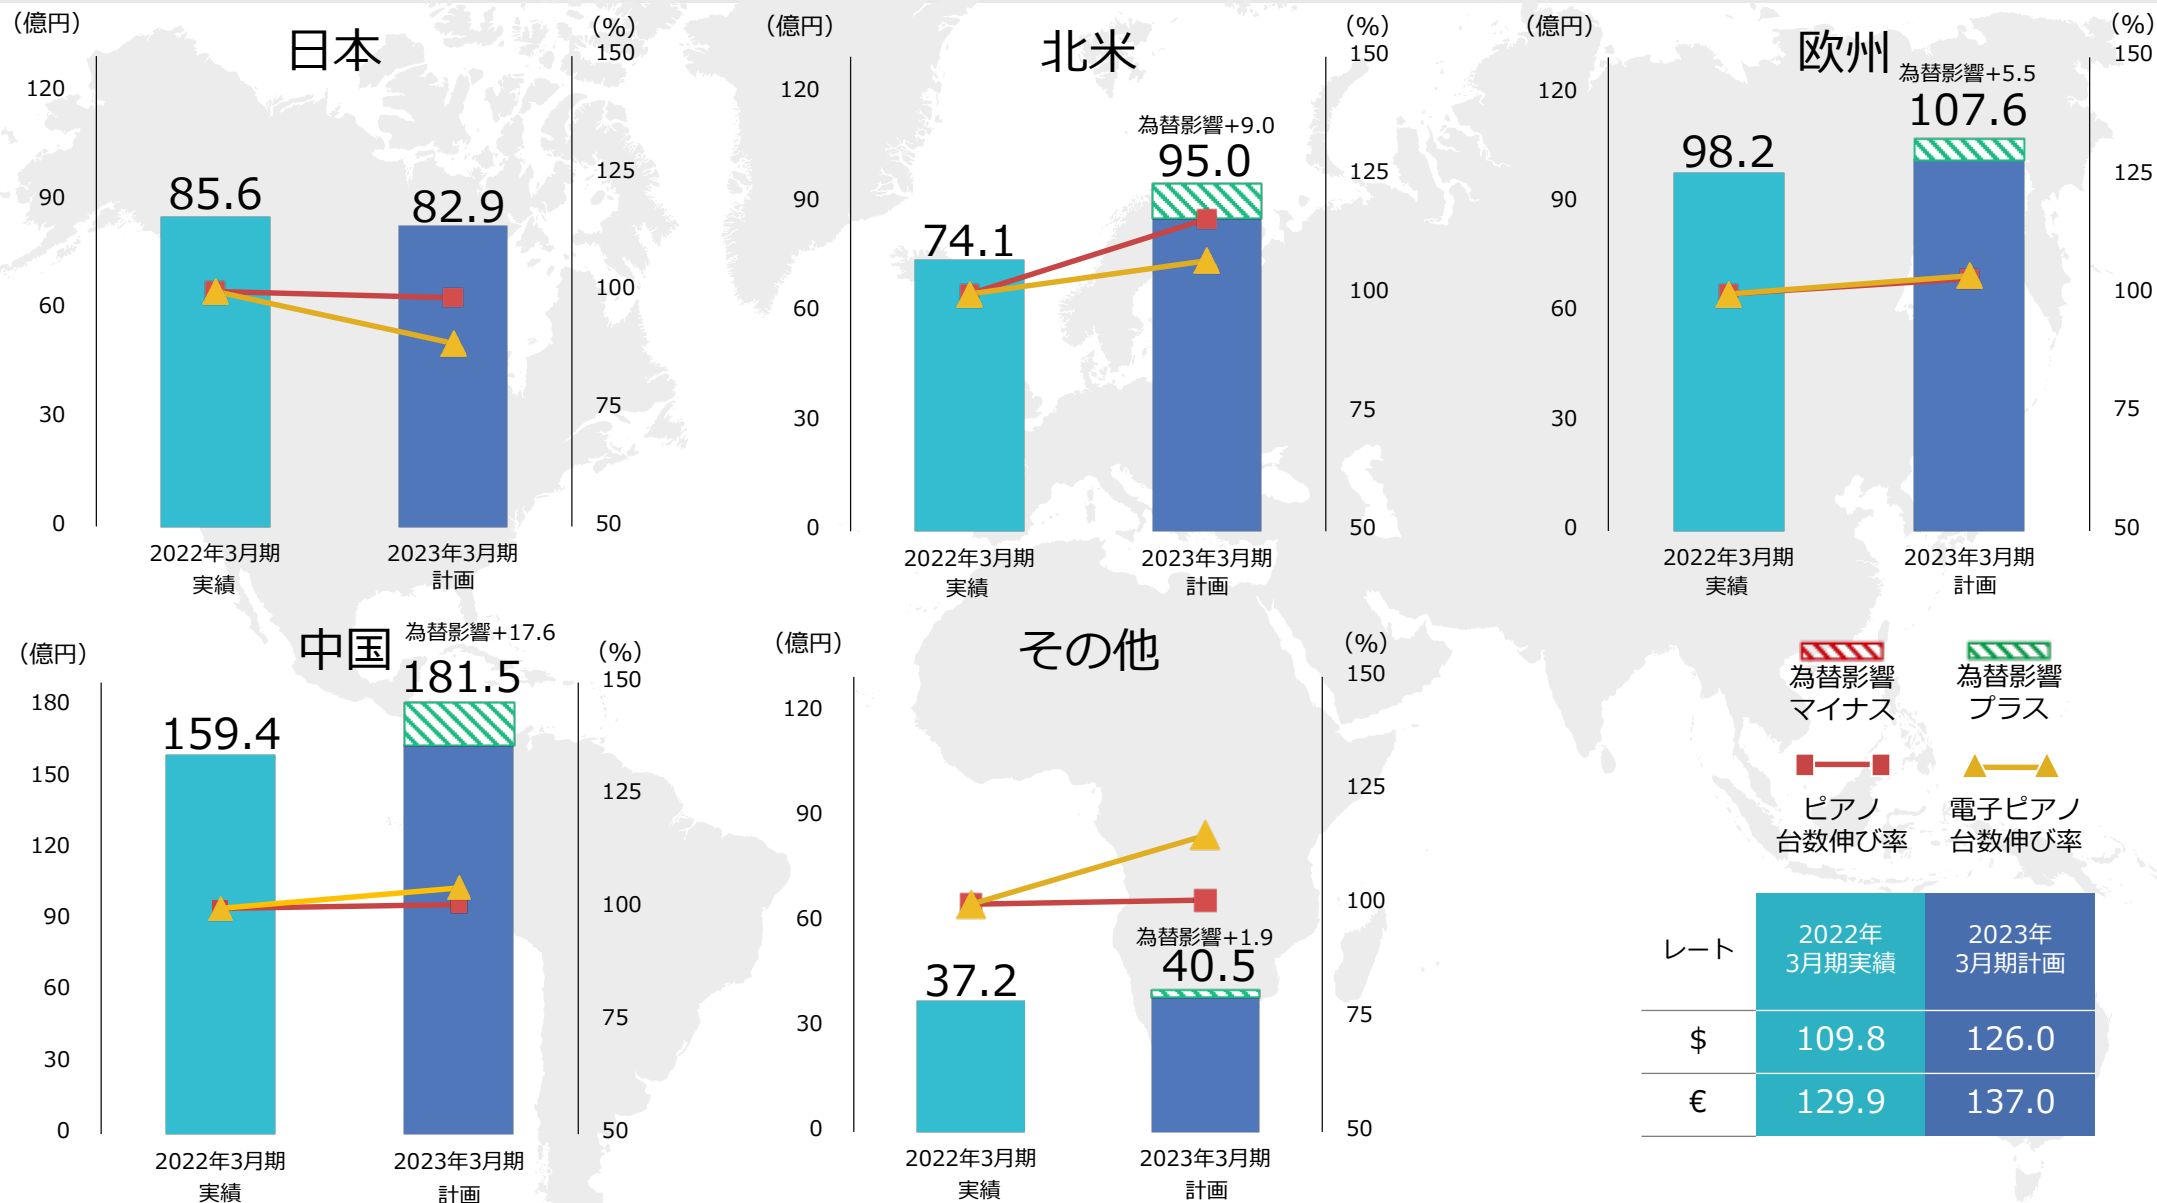 日本
(億円)
(%)
120
90
60
30
0
150
125
100
75
50
85.6
82.9
2022年3月期
実績
2023年3月期
計画
北米
(億円)
(%)
120
90
60
30
0
150
125
100
75
50
為替影響+9.0
74.1
95.0
2022年3月期
実績
2023年3月期
計画
欧州
(億円)
(%)
120
90
60
30
0
150
125
100
75
50
為替影響+5.5
98.2
107.6
2022年3月期
実績
2023年3月期
計画
中国
(億円)
(%)
180
150
120
90
60
30
0
150
125
100
75
50
為替影響+17.6
159.4
181.5
2022年3月期
実績
2023年3月期
計画
その他
(億円)
(%)
120
90
60
30
0
150
125
100
75
50
為替影響+1.9
37.2
40.5
2022年3月期
実績
2023年3月期
計画
為替影響
マイナス
為替影響
プラス
ピアノ
台数伸び率
電子ピアノ
台数伸び率
レート
2022年
3月期実績
2023年
3月期計画
$ 109.8 126.0
€ 129.9 137.0